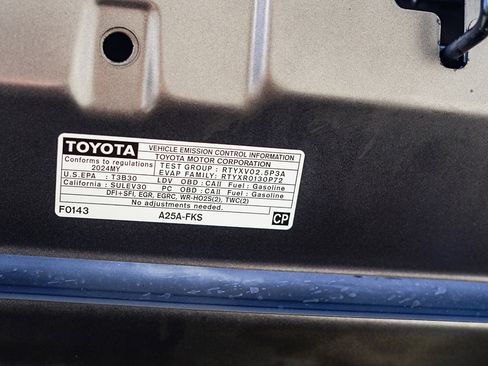 TOYOTA VEHICLE EMISSION CONTROL INFORMATION
Conforms to regulations TOYOTA MOTOR CORPORATION
2024MY TEST GROUP : RTYXV02.5P3A
EVAP FAMILY: RTYXR0130P72
U.S.EPA : T3B30 LDV OBD : CAII Fuel : Gasoline
California : SULEV30 PC OBD : CAII Fuel : Gasoline
DFI+SFI, EGR, EGRC, WR-HO2S(2), TWC(2)
No adjustments needed.
F0143 A25A-FKS CP